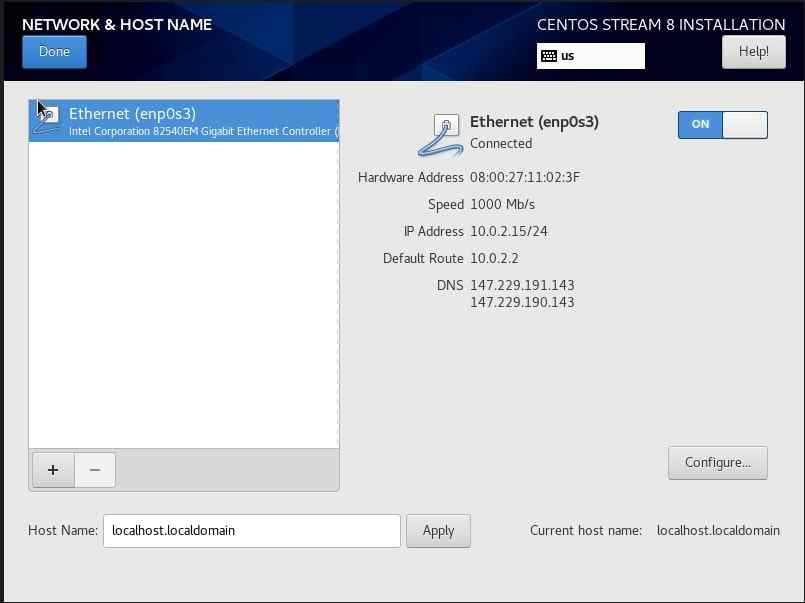 NETWORK & HOST NAME
CENTOS STREAM 8 INSTALLATION
Done
us
Help!
Ethernet (enp0s3)
Intel Corporation 82540EM Gigabit Ethernet Controller (
Ethernet (enp0s3)
Connected
ON
Hardware Address 08:00:27:11:02:3F
Speed 1000 Mb/s
IP Address 10.0.2.15/24
Default Route 10.0.2.2
DNS 147.229.191.143
147.229.190.143
+ −
Configure...
Host Name: localhost.localdomain Apply Current host name: localhost.localdomain